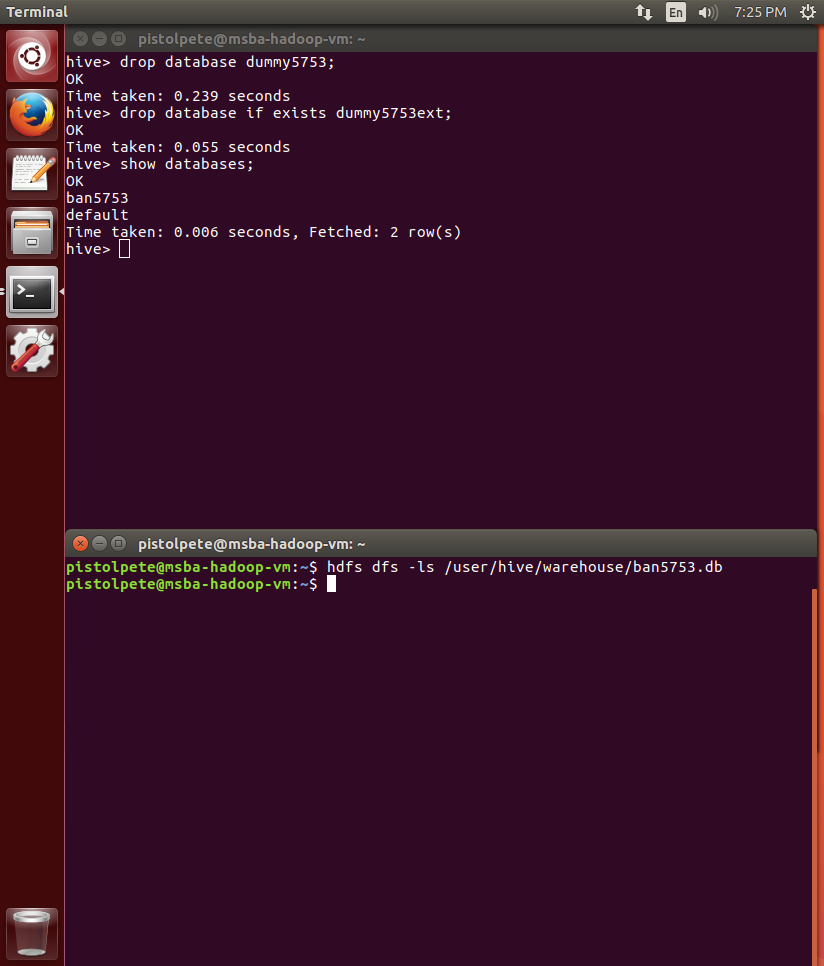 Terminal
En
7:25 PM
pistolpete@msba-hadoop-vm: ~
hive> drop database dummy5753;
OK
Time taken: 0.239 seconds
hive> drop database if exists dummy5753ext;
OK
Time taken: 0.055 seconds
hive> show databases;
OK
ban5753
default
Time taken: 0.006 seconds, Fetched: 2 row(s)
hive>
pistolpete@msba-hadoop-vm: ~
pistolpete@msba-hadoop-vm:~$ hdfs dfs -ls /user/hive/warehouse/ban5753.db
pistolpete@msba-hadoop-vm:~$